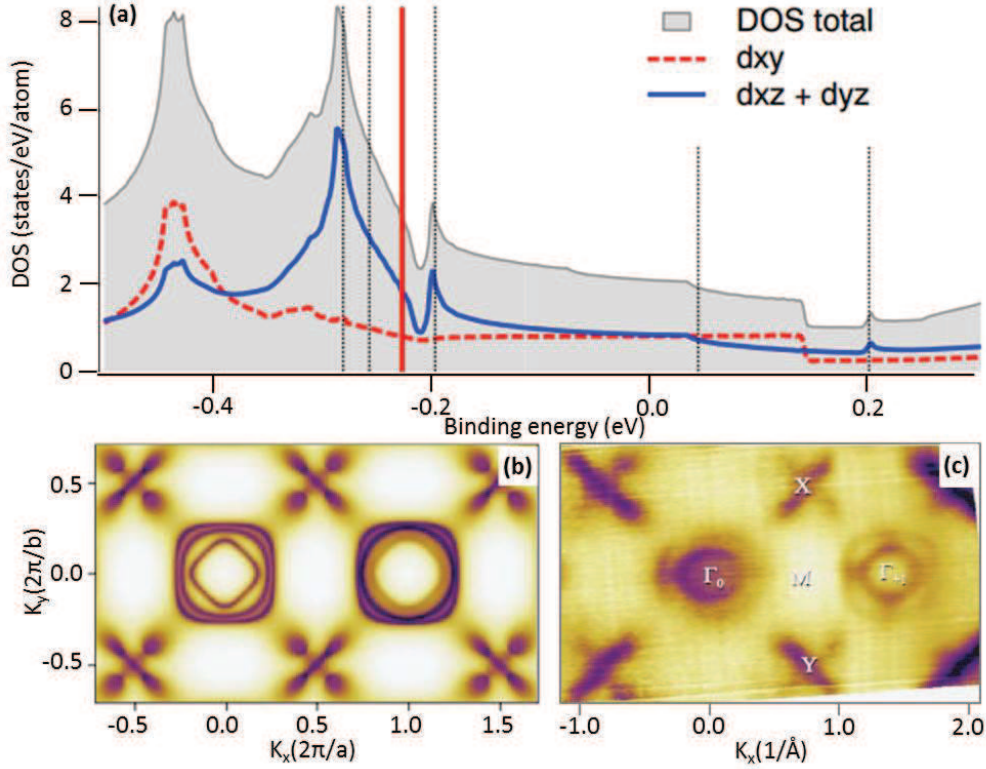 (a)
DOS total
dxy
dxz + dyz
DOS (states/eV/atom)
8
6
4
2
0
-0.4 -0.2 0.0 0.2
Binding energy (eV)
(b)
Ky(2π/b)
0.5
0.0
-0.5
-0.5 0.0 0.5 1.0 1.5
Kx(2π/a)
(c)
X
Γ0 M Γ-1
Y
-1.0 0.0 1.0 2.0
Kx(1/Å)